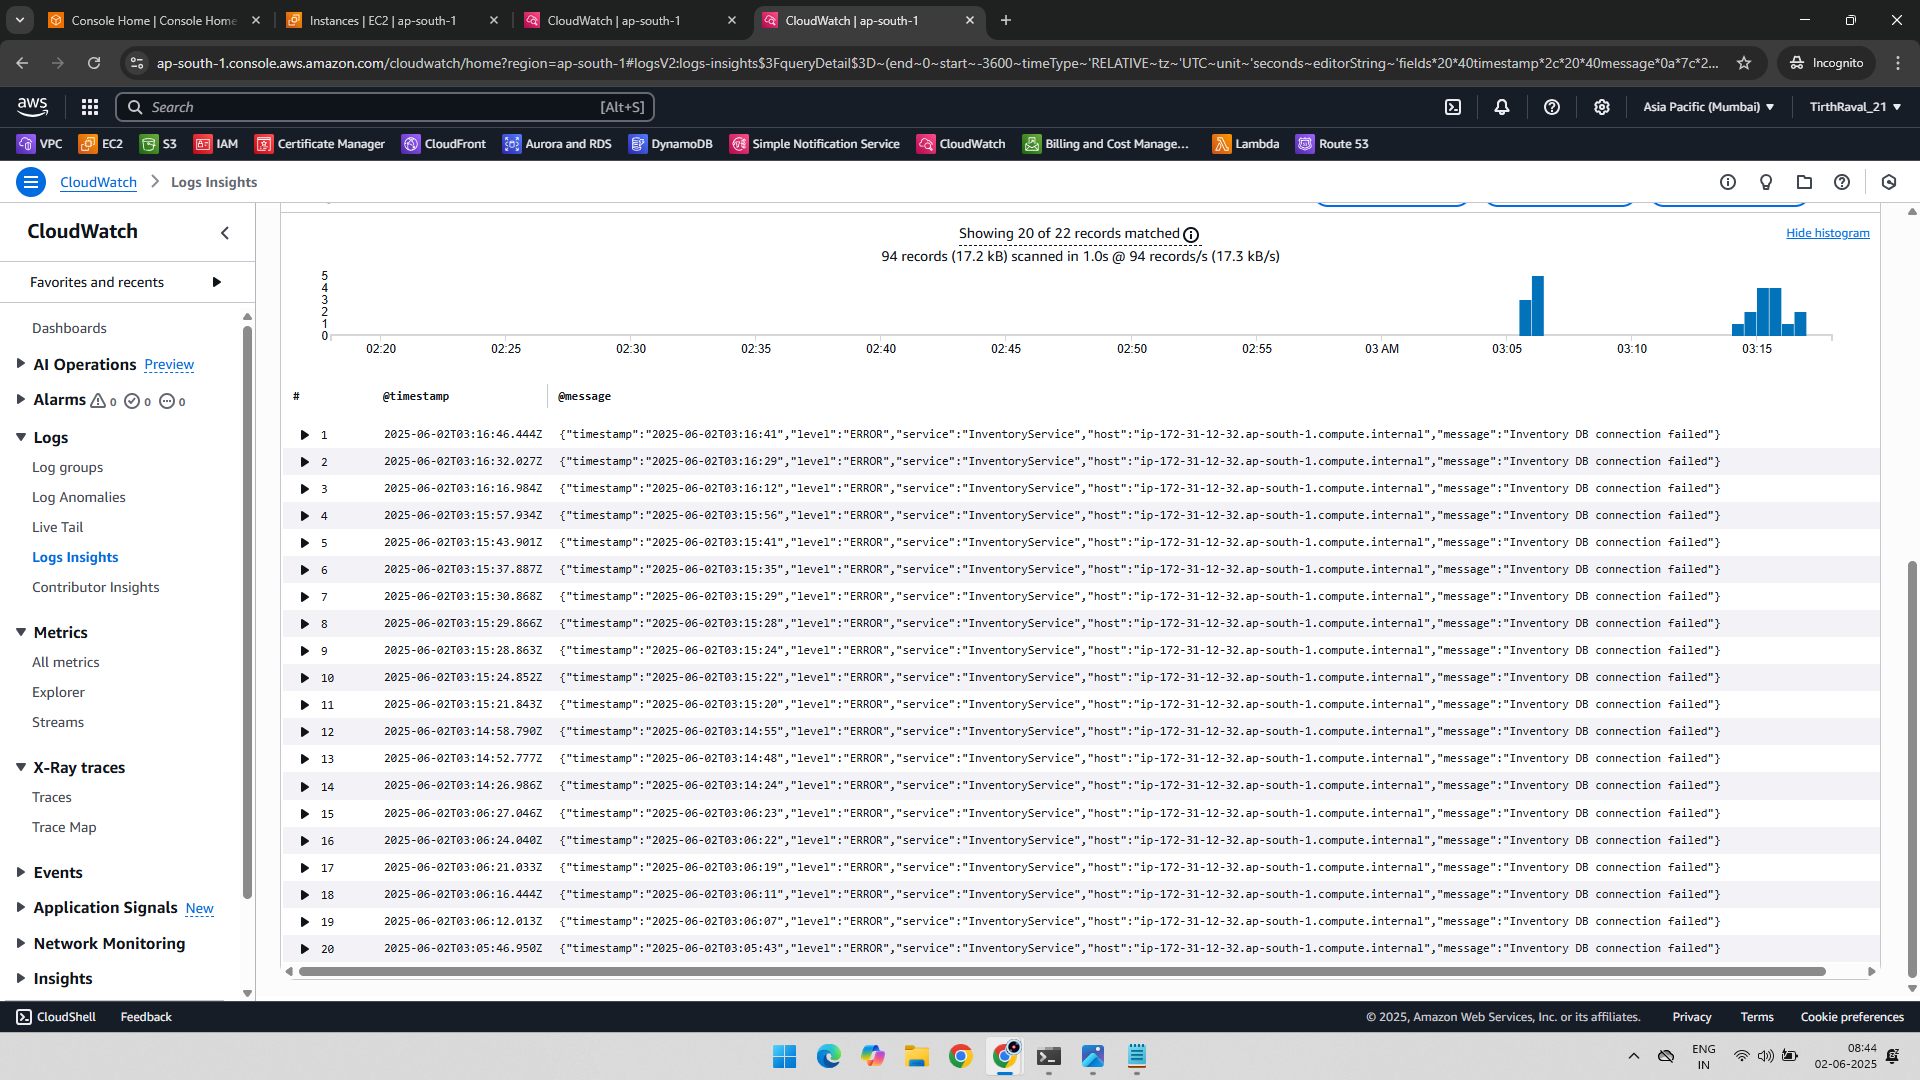 Console Home | Console Home
Instances | EC2 | ap-south-1
CloudWatch | ap-south-1
CloudWatch | ap-south-1
ap-south-1.console.aws.amazon.com/cloudwatch/home?region=ap-south-1#logsV2:logs-insights$3FqueryDetail$3D~(end~0~start~-3600~timeType~'RELATIVE~tz~'UTC~unit~'seconds~editorString~'fields*20*40timestamp*2c*20*40message*0a*7c*2...
Incognito
aws
Search [Alt+S]
Asia Pacific (Mumbai)
TirthRaval_21
VPC EC2 S3 IAM Certificate Manager CloudFront Aurora and RDS DynamoDB Simple Notification Service CloudWatch Billing and Cost Manage... Lambda Route 53
CloudWatch Logs Insights
CloudWatch
Favorites and recents
Dashboards
AI Operations Preview
Alarms 0 0 0
Logs
Log groups
Log Anomalies
Live Tail
Logs Insights
Contributor Insights
Metrics
All metrics
Explorer
Streams
X-Ray traces
Traces
Trace Map
Events
Application Signals New
Network Monitoring
Insights
Showing 20 of 22 records matched
Hide histogram
94 records (17.2 kB) scanned in 1.0s @ 94 records/s (17.3 kB/s)
5
4
3
2
1
0
02:20 02:25 02:30 02:35 02:40 02:45 02:50 02:55 03 AM 03:05 03:10 03:15
# @timestamp @message
1 2025-06-02T03:16:46.444Z {"timestamp":"2025-06-02T03:16:41","level":"ERROR","service":"InventoryService","host":"ip-172-31-12-32.ap-south-1.compute.internal","message":"Inventory DB connection failed"}
2 2025-06-02T03:16:32.027Z {"timestamp":"2025-06-02T03:16:29","level":"ERROR","service":"InventoryService","host":"ip-172-31-12-32.ap-south-1.compute.internal","message":"Inventory DB connection failed"}
3 2025-06-02T03:16:16.984Z {"timestamp":"2025-06-02T03:16:12","level":"ERROR","service":"InventoryService","host":"ip-172-31-12-32.ap-south-1.compute.internal","message":"Inventory DB connection failed"}
4 2025-06-02T03:15:57.934Z {"timestamp":"2025-06-02T03:15:56","level":"ERROR","service":"InventoryService","host":"ip-172-31-12-32.ap-south-1.compute.internal","message":"Inventory DB connection failed"}
5 2025-06-02T03:15:43.901Z {"timestamp":"2025-06-02T03:15:41","level":"ERROR","service":"InventoryService","host":"ip-172-31-12-32.ap-south-1.compute.internal","message":"Inventory DB connection failed"}
6 2025-06-02T03:15:37.887Z {"timestamp":"2025-06-02T03:15:35","level":"ERROR","service":"InventoryService","host":"ip-172-31-12-32.ap-south-1.compute.internal","message":"Inventory DB connection failed"}
7 2025-06-02T03:15:30.868Z {"timestamp":"2025-06-02T03:15:29","level":"ERROR","service":"InventoryService","host":"ip-172-31-12-32.ap-south-1.compute.internal","message":"Inventory DB connection failed"}
8 2025-06-02T03:15:29.866Z {"timestamp":"2025-06-02T03:15:28","level":"ERROR","service":"InventoryService","host":"ip-172-31-12-32.ap-south-1.compute.internal","message":"Inventory DB connection failed"}
9 2025-06-02T03:15:28.863Z {"timestamp":"2025-06-02T03:15:24","level":"ERROR","service":"InventoryService","host":"ip-172-31-12-32.ap-south-1.compute.internal","message":"Inventory DB connection failed"}
10 2025-06-02T03:15:24.852Z {"timestamp":"2025-06-02T03:15:22","level":"ERROR","service":"InventoryService","host":"ip-172-31-12-32.ap-south-1.compute.internal","message":"Inventory DB connection failed"}
11 2025-06-02T03:15:21.843Z {"timestamp":"2025-06-02T03:15:20","level":"ERROR","service":"InventoryService","host":"ip-172-31-12-32.ap-south-1.compute.internal","message":"Inventory DB connection failed"}
12 2025-06-02T03:14:58.790Z {"timestamp":"2025-06-02T03:14:55","level":"ERROR","service":"InventoryService","host":"ip-172-31-12-32.ap-south-1.compute.internal","message":"Inventory DB connection failed"}
13 2025-06-02T03:14:52.777Z {"timestamp":"2025-06-02T03:14:48","level":"ERROR","service":"InventoryService","host":"ip-172-31-12-32.ap-south-1.compute.internal","message":"Inventory DB connection failed"}
14 2025-06-02T03:14:26.986Z {"timestamp":"2025-06-02T03:14:24","level":"ERROR","service":"InventoryService","host":"ip-172-31-12-32.ap-south-1.compute.internal","message":"Inventory DB connection failed"}
15 2025-06-02T03:06:27.046Z {"timestamp":"2025-06-02T03:06:23","level":"ERROR","service":"InventoryService","host":"ip-172-31-12-32.ap-south-1.compute.internal","message":"Inventory DB connection failed"}
16 2025-06-02T03:06:24.040Z {"timestamp":"2025-06-02T03:06:22","level":"ERROR","service":"InventoryService","host":"ip-172-31-12-32.ap-south-1.compute.internal","message":"Inventory DB connection failed"}
17 2025-06-02T03:06:21.033Z {"timestamp":"2025-06-02T03:06:19","level":"ERROR","service":"InventoryService","host":"ip-172-31-12-32.ap-south-1.compute.internal","message":"Inventory DB connection failed"}
18 2025-06-02T03:06:16.444Z {"timestamp":"2025-06-02T03:06:11","level":"ERROR","service":"InventoryService","host":"ip-172-31-12-32.ap-south-1.compute.internal","message":"Inventory DB connection failed"}
19 2025-06-02T03:06:12.013Z {"timestamp":"2025-06-02T03:06:07","level":"ERROR","service":"InventoryService","host":"ip-172-31-12-32.ap-south-1.compute.internal","message":"Inventory DB connection failed"}
20 2025-06-02T03:05:46.950Z {"timestamp":"2025-06-02T03:05:43","level":"ERROR","service":"InventoryService","host":"ip-172-31-12-32.ap-south-1.compute.internal","message":"Inventory DB connection failed"}
CloudShell Feedback © 2025, Amazon Web Services, Inc. or its affiliates. Privacy Terms Cookie preferences
ENG
IN
08:44
02-06-2025